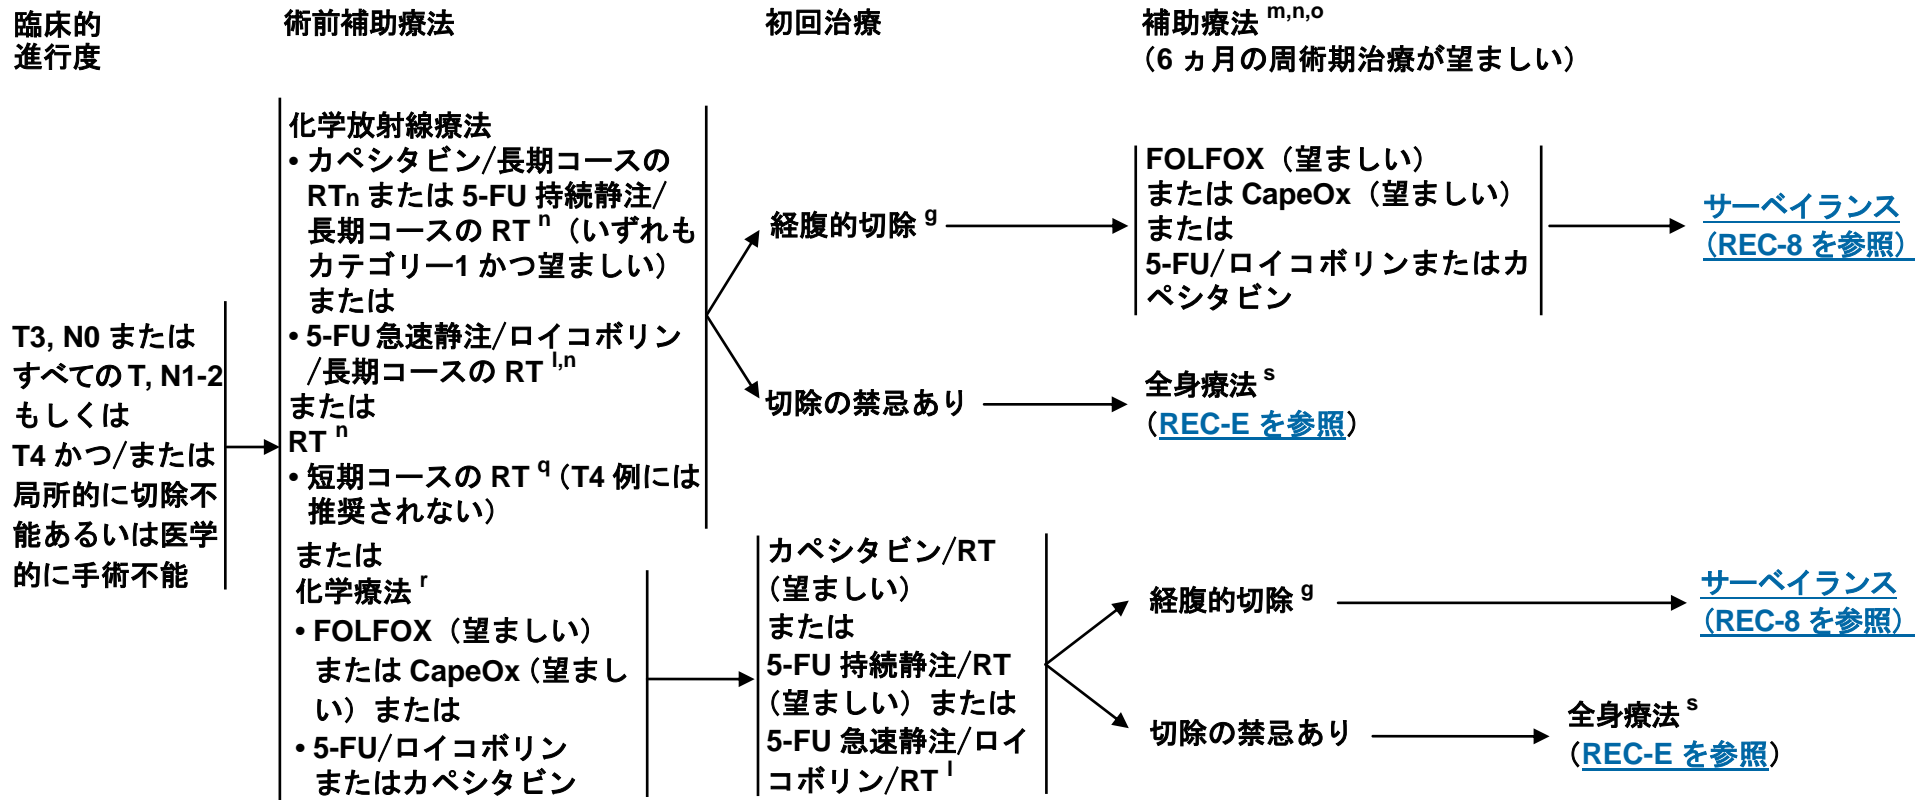 臨床的
進行度
術前補助療法
初回治療
補助療法 m,n,o
（6 ヵ月の周術期治療が望ましい）
T3, N0 または
すべての T, N1-2
もしくは
T4 かつ/または
局所的に切除不
能あるいは医学
的に手術不能
化学放射線療法
• カペシタビン/長期コースの
RTn または 5-FU 持続静注/
長期コースの RT n（いずれも
カテゴリー1 かつ望ましい）
または
• 5-FU 急速静注/ロイコボリン
/長期コースの RT l,n
または
RT n
• 短期コースの RT q（T4 例には
推奨されない）
または
化学療法 r
• FOLFOX（望ましい）
または CapeOx（望まし
い）または
• 5-FU/ロイコボリン
またはカペシタビン
経腹的切除 g
切除の禁忌あり
FOLFOX（望ましい）
または CapeOx（望ましい）
または
5-FU/ロイコボリンまたはカ
ペシタビン
サーベイランス
（REC-8 を参照）
全身療法 s
（REC-E を参照）
カペシタビン/RT
（望ましい）
または
5-FU 持続静注/RT
（望ましい）または
5-FU 急速静注/ロイ
コボリン/RT l
経腹的切除 g
サーベイランス
（REC-8 を参照）
切除の禁忌あり
全身療法 s
（REC-E を参照）